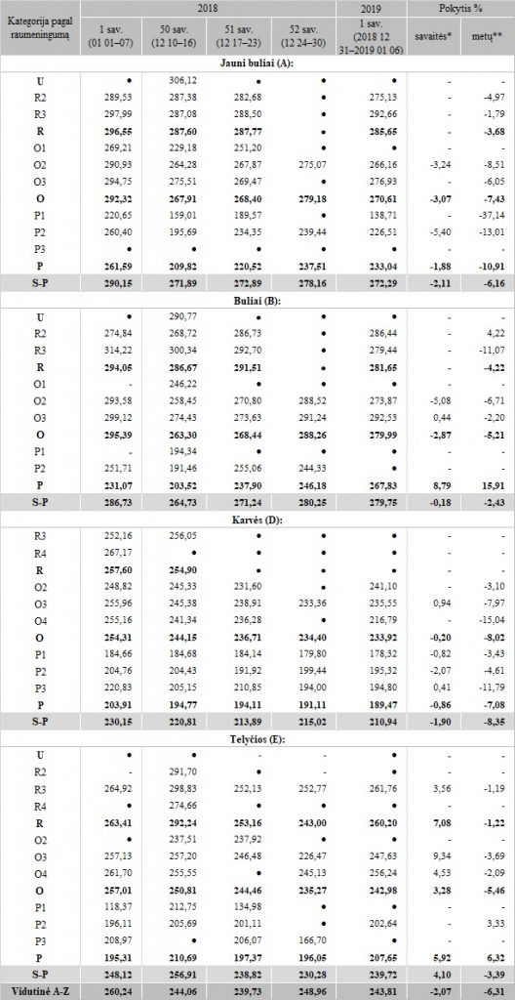 Kategorija pagal raumeningumą 2018 2019 Pokytis %
1 sav. (01 01–07) 50 sav. (12 10–16) 51 sav. (12 17–23) 52 sav. (12 24–30) 1 sav. (2018 12 31–2019 01 06) savaitės* metų**
Jauni buliai (A):
U ● 306,12 ● ● ● - -
R2 289,53 287,38 282,68 ● 275,13 - -4,97
R3 297,99 287,08 288,50 ● 292,66 - -1,79
R 296,55 287,60 287,77 ● 285,65 - -3,68
O1 269,21 229,18 251,20 ● ● - -
O2 290,93 264,28 267,87 275,07 266,16 -3,24 -8,51
O3 294,75 275,51 269,47 ● 276,93 - -6,05
O 292,32 267,91 268,40 279,18 270,61 -3,07 -7,43
P1 220,65 159,01 189,57 ● 138,71 - -37,14
P2 260,40 195,69 234,35 239,44 226,51 -5,40 -13,01
P3 ● ● ● ● ● - -
P 261,59 209,82 220,52 237,51 233,04 -1,88 -10,91
S-P 290,15 271,89 272,89 278,16 272,29 -2,11 -6,16
Buliai (B):
U ● 290,77 ● ● ● - -
R2 274,84 268,72 286,73 ● 286,44 - 4,22
R3 314,22 300,34 292,70 ● 279,44 - -11,07
R 294,05 286,67 291,51 ● 281,65 - -4,22
O1 - 246,22 ● ● ● - -
O2 293,58 258,45 270,80 288,52 273,87 -5,08 -6,71
O3 299,12 274,43 273,63 291,24 292,53 0,44 -2,20
O 295,39 263,30 268,44 288,26 279,99 -2,87 -5,21
P1 - 194,34 ● ● ● - -
P2 251,71 191,46 255,06 244,33 ● - -
P 231,07 203,52 237,90 246,18 267,83 8,79 15,91
S-P 286,73 264,73 271,24 280,25 279,75 -0,18 -2,43
Karvės (D):
R3 252,16 256,05 ● ● ● - -
R4 267,17 ● ● ● ● - -
R 257,60 254,90 ● ● ● - -
O2 248,82 245,33 231,60 ● 241,10 - -3,10
O3 255,96 245,38 238,91 233,36 235,55 0,94 -7,97
O4 255,16 241,34 236,28 ● 216,79 - -15,04
O 254,31 244,15 236,71 234,40 233,92 -0,20 -8,02
P1 184,66 184,68 184,14 179,80 178,32 -0,82 -3,43
P2 204,76 204,43 191,92 199,44 195,32 -2,07 -4,61
P3 220,83 205,15 210,85 194,00 194,80 0,41 -11,79
P 203,91 194,77 194,11 191,11 189,47 -0,86 -7,08
S-P 230,15 220,81 213,89 215,02 210,94 -1,90 -8,35
Telyčios (E):
U ● ● - - ● - -
R2 - 291,70 - ● ● - -
R3 264,92 298,83 252,13 252,77 261,76 3,56 -1,19
R4 ● 274,66 ● ● ● - -
R 263,41 292,24 253,16 243,00 260,20 7,08 -1,22
O2 ● 237,51 237,92 ● ● - -
O3 257,13 257,20 246,48 226,47 247,63 9,34 -3,69
O4 261,70 255,55 ● 245,13 256,24 4,53 -2,09
O 257,01 250,81 244,46 235,27 242,98 3,28 -5,46
P1 118,37 212,75 134,98 ● ● - -
P2 196,11 205,69 201,11 ● 202,64 - 3,33
P3 208,97 ● 206,07 166,70 ● - -
P 195,31 210,69 197,37 196,05 207,65 5,92 6,32
S-P 248,12 256,91 238,82 230,28 239,72 4,10 -3,39
Vidutinė A-Z 260,24 244,06 239,73 248,96 243,81 -2,07 -6,31